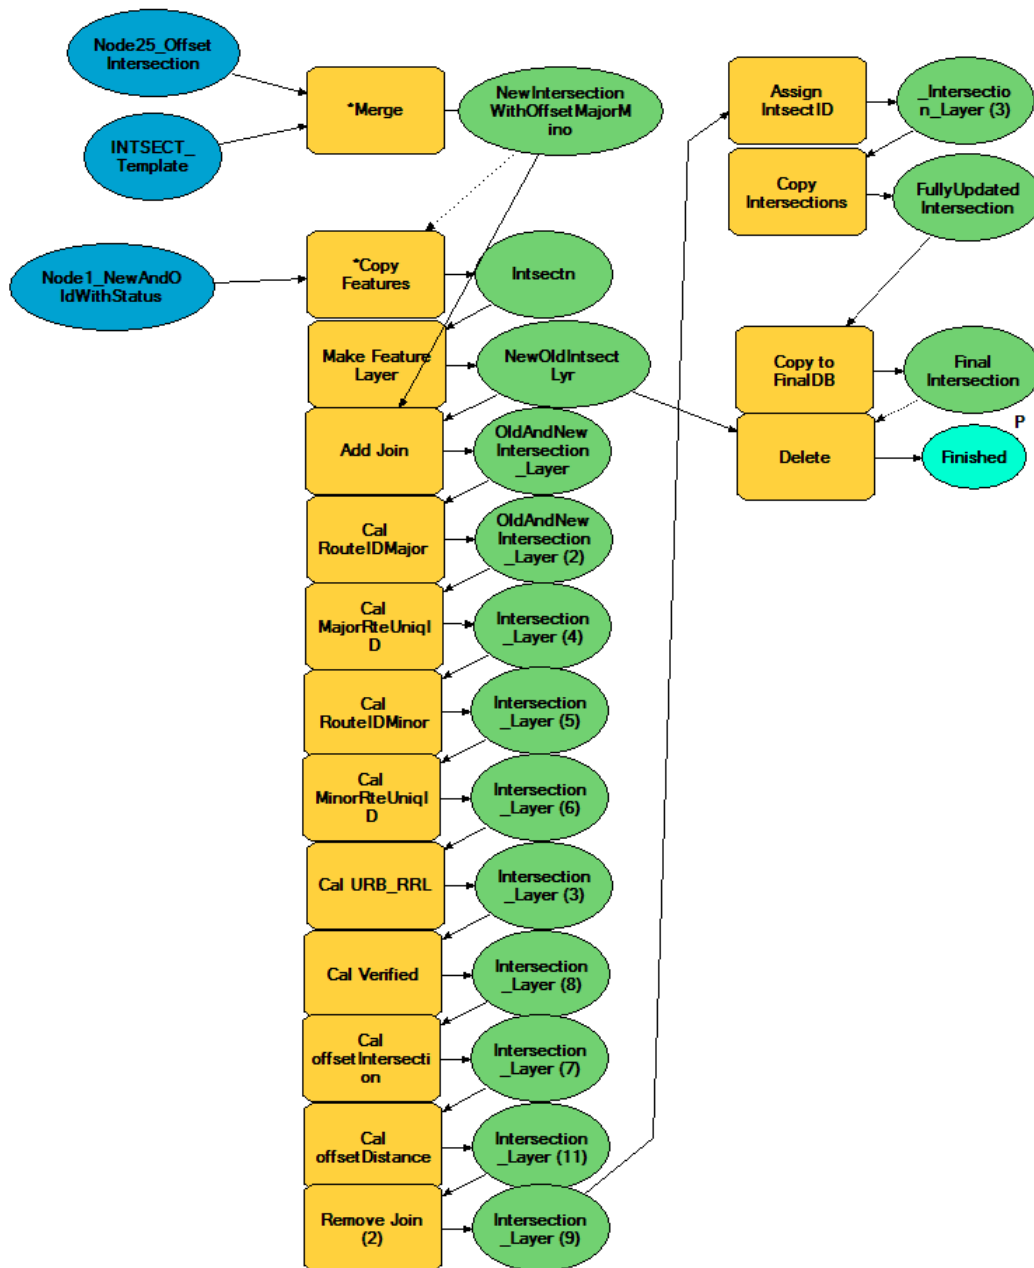 Node25_Offset
Intersection
*Merge
NewIntersection
WithOffsetMajorM
ino
INTSECT_
Template
Node1_NewAndO
ldWithStatus
*Copy
Features
Intsectn
Make Feature
Layer
NewOldIntsect
Lyr
Add Join
OldAndNew
Intersection
_Layer
Cal
RouteIDMajor
OldAndNew
Intersection
_Layer (2)
Cal
MajorRteUniqI
D
Intersection
_Layer (4)
Cal
RouteIDMinor
Intersection
_Layer (5)
Cal
MinorRteUniqI
D
Intersection
_Layer (6)
Cal URB_RRL
Intersection
_Layer (3)
Cal Verified
Intersection
_Layer (8)
Cal
offsetIntersecti
on
Intersection
_Layer (7)
Cal
offsetDistance
Intersection
_Layer (11)
Remove Join
(2)
Intersection
_Layer (9)
Assign
IntsectID
_Intersectio
n_Layer (3)
Copy
Intersections
FullyUpdated
Intersection
Copy to
FinalDB
Final
Intersection
P
Delete
Finished